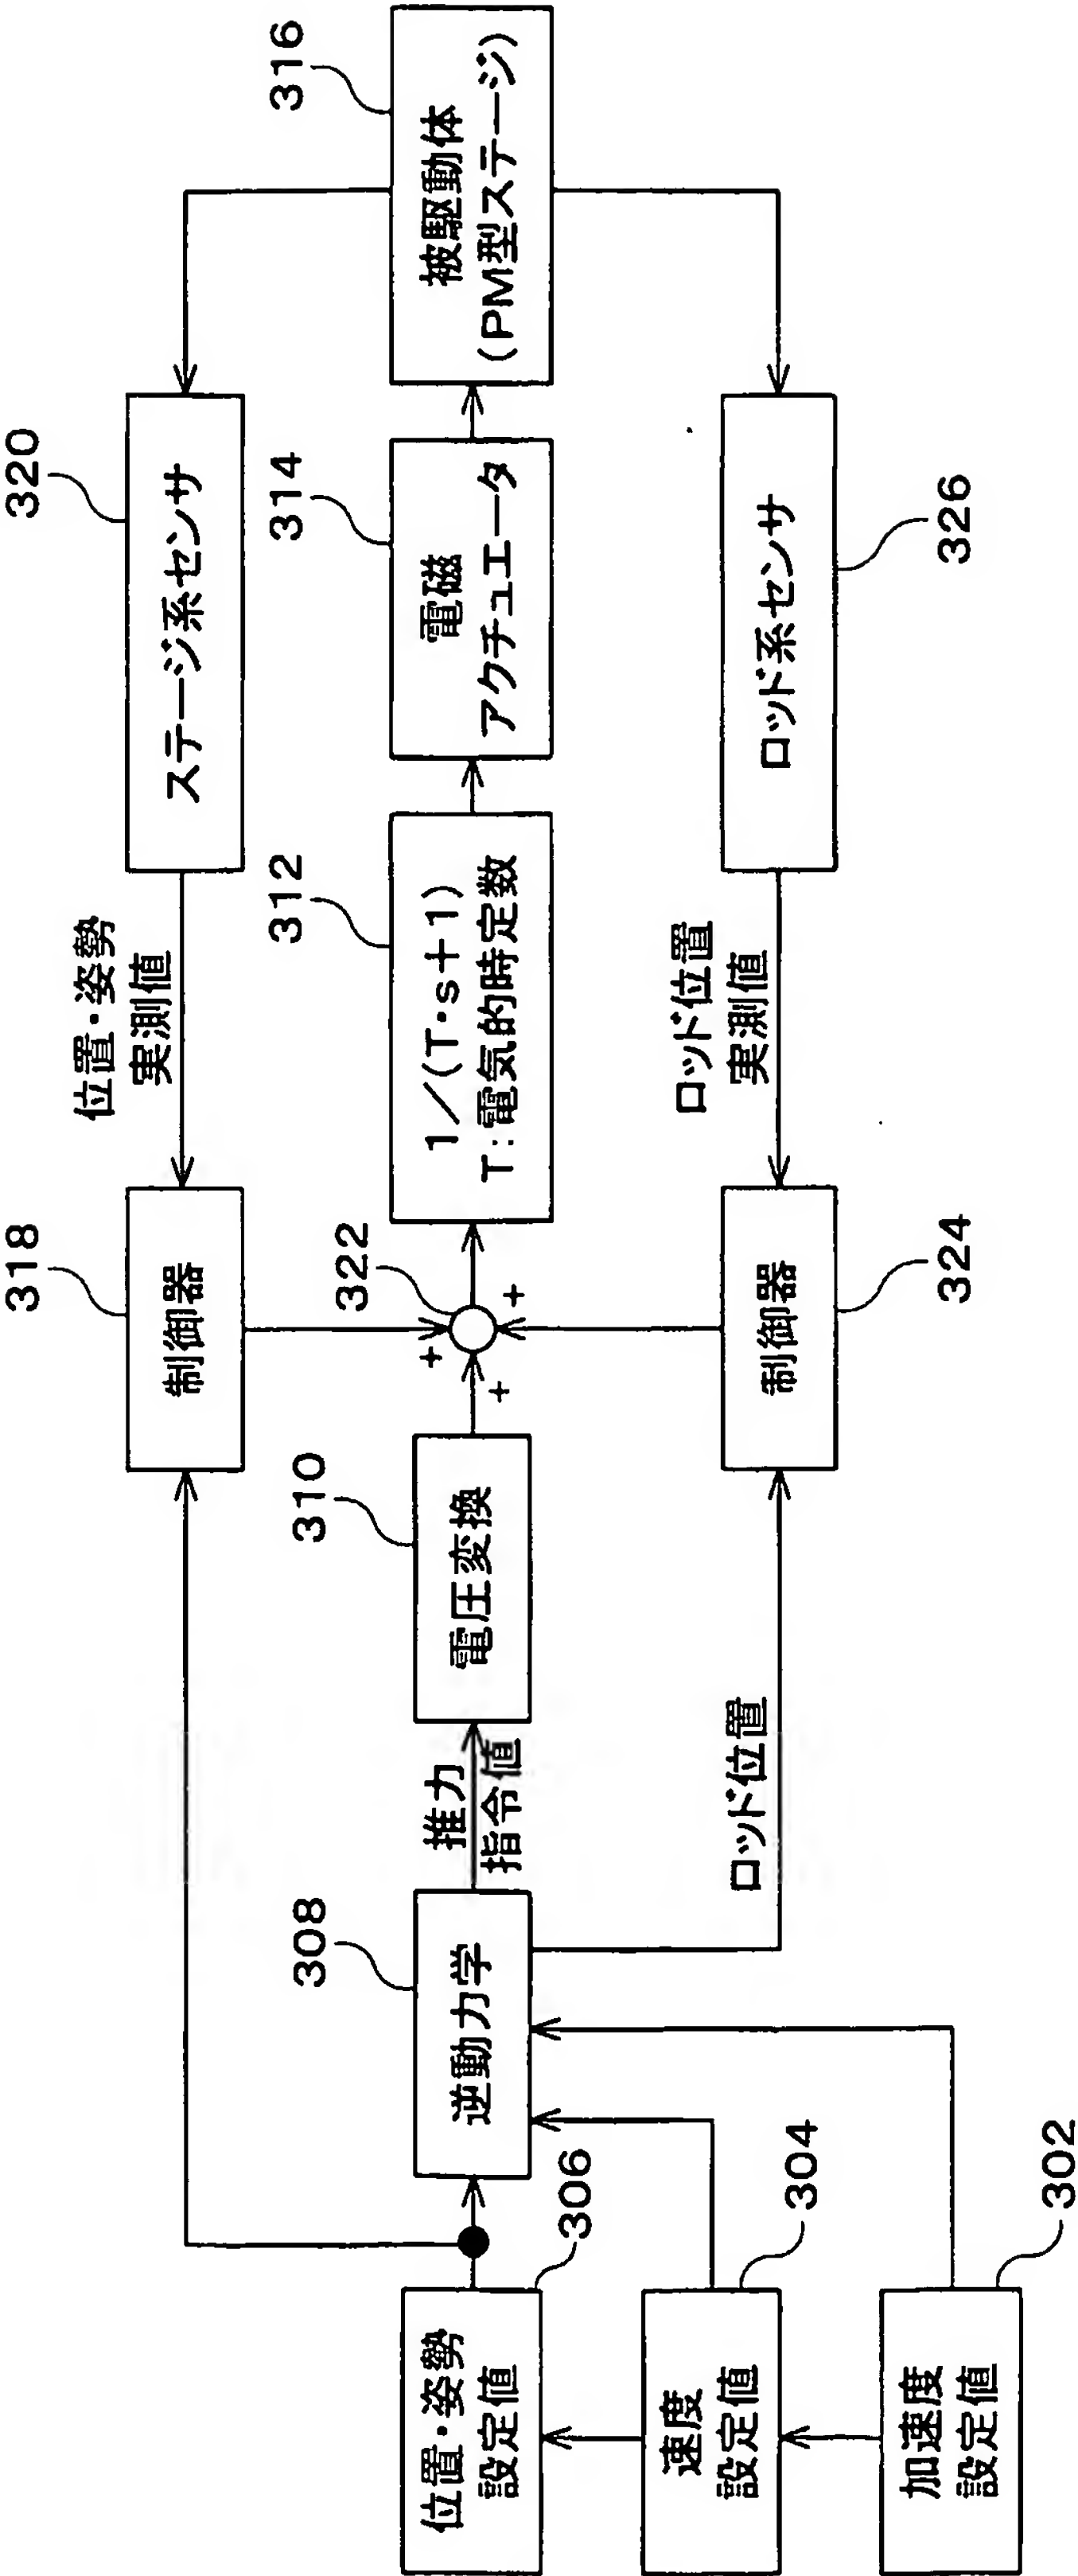 320
ステージ系センサ
位置・姿勢
実測値
318
制御器
316
被駆動体
(PM型ステージ)
314
電磁
アクチュエータ
312
1/(T・s+1)
T:電気的時定数
322
+
+
+
310
電圧変換
推力
指令値
308
逆動力学
306
位置・姿勢
設定値
304
速度
設定値
302
加速度
設定値
ロッド位置
324
制御器
ロッド位置
実測値
326
ロッド系センサ